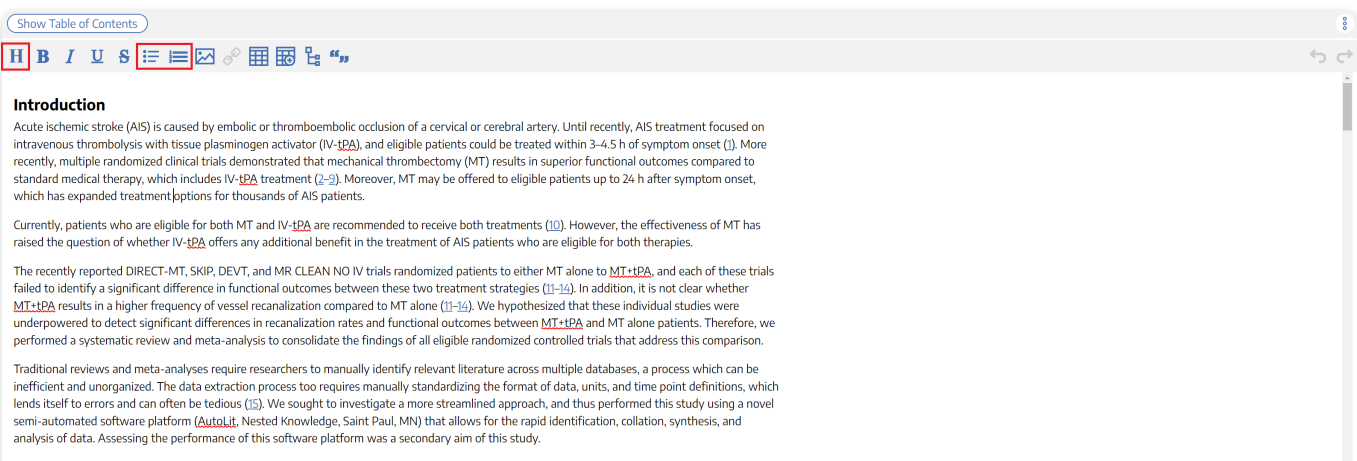 Show Table of Contents
H B I U S
Introduction
Acute ischemic stroke (AIS) is caused by embolic or thromboembolic occlusion of a cervical or cerebral artery. Until recently, AIS treatment focused on
intravenous thrombolysis with tissue plasminogen activator (IV-tPA), and eligible patients could be treated within 3–4.5 h of symptom onset (1). More
recently, multiple randomized clinical trials demonstrated that mechanical thrombectomy (MT) results in superior functional outcomes compared to
standard medical therapy, which includes IV-tPA treatment (2–9). Moreover, MT may be offered to eligible patients up to 24 h after symptom onset,
which has expanded treatment options for thousands of AIS patients.
Currently, patients who are eligible for both MT and IV-tPA are recommended to receive both treatments (10). However, the effectiveness of MT has
raised the question of whether IV-tPA offers any additional benefit in the treatment of AIS patients who are eligible for both therapies.
The recently reported DIRECT-MT, SKIP, DEVT, and MR CLEAN NO IV trials randomized patients to either MT alone to MT+tPA, and each of these trials
failed to identify a significant difference in functional outcomes between these two treatment strategies (11–14). In addition, it is not clear whether
MT+tPA results in a higher frequency of vessel recanalization compared to MT alone (11–14). We hypothesized that these individual studies were
underpowered to detect significant differences in recanalization rates and functional outcomes between MT+tPA and MT alone patients. Therefore, we
performed a systematic review and meta-analysis to consolidate the findings of all eligible randomized controlled trials that address this comparison.
Traditional reviews and meta-analyses require researchers to manually identify relevant literature across multiple databases, a process which can be
inefficient and unorganized. The data extraction process too requires manually standardizing the format of data, units, and time point definitions, which
lends itself to errors and can often be tedious (15). We sought to investigate a more streamlined approach, and thus performed this study using a novel
semi-automated software platform (AutoLit, Nested Knowledge, Saint Paul, MN) that allows for the rapid identification, collation, synthesis, and
analysis of data. Assessing the performance of this software platform was a secondary aim of this study.